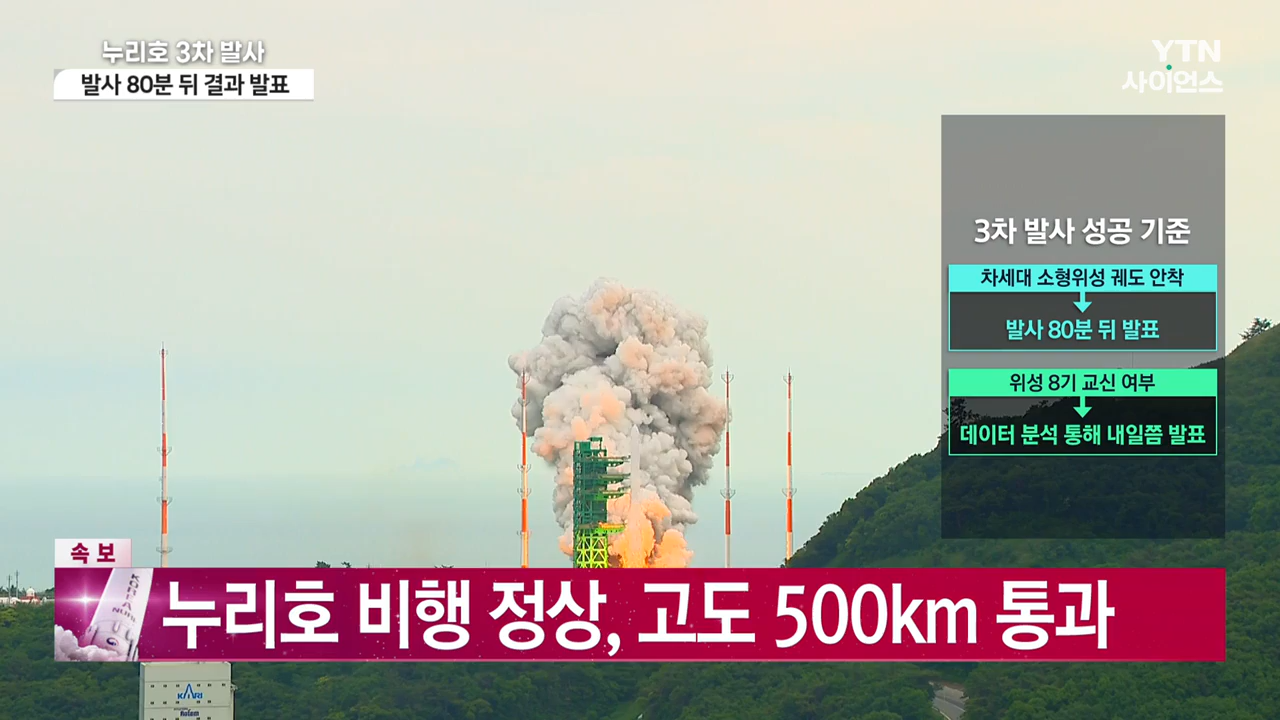 누리호 3차 발사
발사 80분 뒤 결과 발표
YTN
사이언스
3차 발사 성공 기준
차세대 소형위성 궤도 안착
발사 80분 뒤 발표
위성 8기 교신 여부
데이터 분석 통해 내일쯤 발표
속보
KOREA
NURI
누리호 비행 정상, 고도 500km 통과
KARI